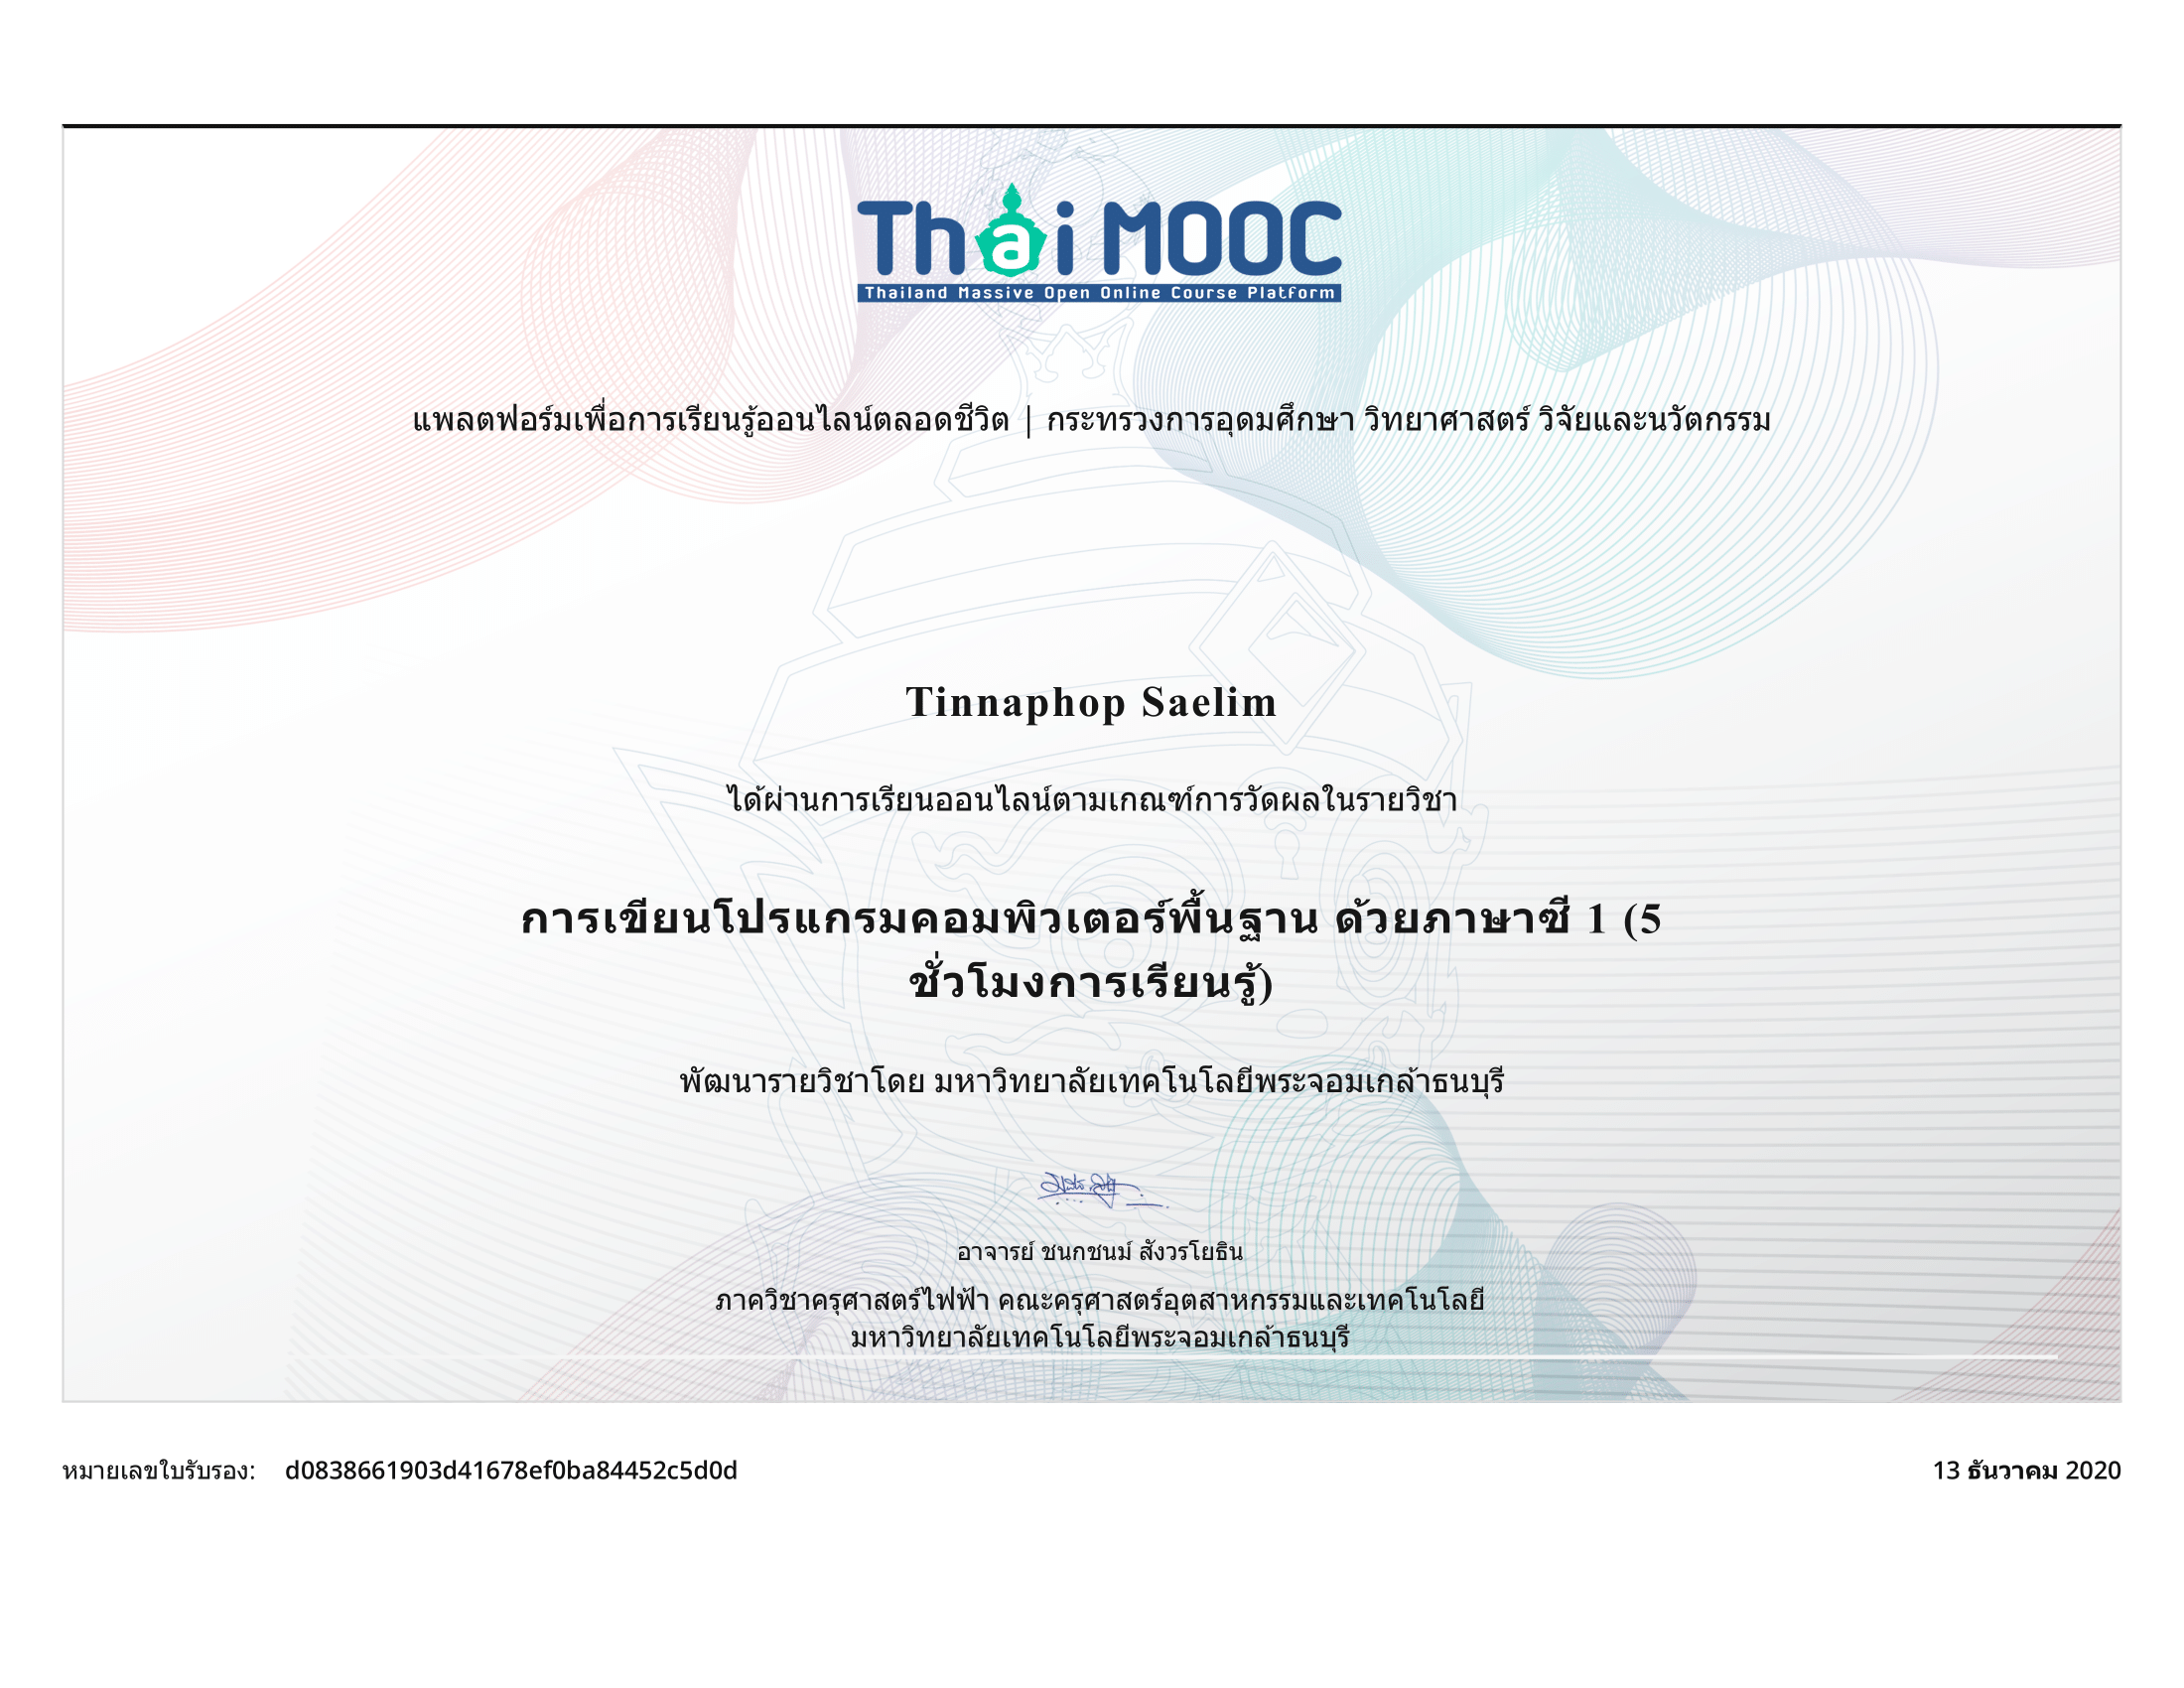 Thai MOOC
Thailand Massive Open Online Course Platform
แพลตฟอร์มเพื่อการเรียนรู้ออนไลน์ตลอดชีวิต | กระทรวงการอุดมศึกษา วิทยาศาสตร์ วิจัยและนวัตกรรม
Tinnaphop Saelim
ได้ผ่านการเรียนออนไลน์ตามเกณฑ์การวัดผลในรายวิชา
การเขียนโปรแกรมคอมพิวเตอร์พื้นฐาน ด้วยภาษาซี 1 (5
ชั่วโมงการเรียนรู้)
พัฒนารายวิชาโดย มหาวิทยาลัยเทคโนโลยีพระจอมเกล้าธนบุรี
อาจารย์ ชนกชนม์ สังวรโยธิน
ภาควิชาครุศาสตร์ไฟฟ้า คณะครุศาสตร์อุตสาหกรรมและเทคโนโลยี
มหาวิทยาลัยเทคโนโลยีพระจอมเกล้าธนบุรี
หมายเลขใบรับรอง: d0838661903d41678ef0ba84452c5d0d
13 ธันวาคม 2020